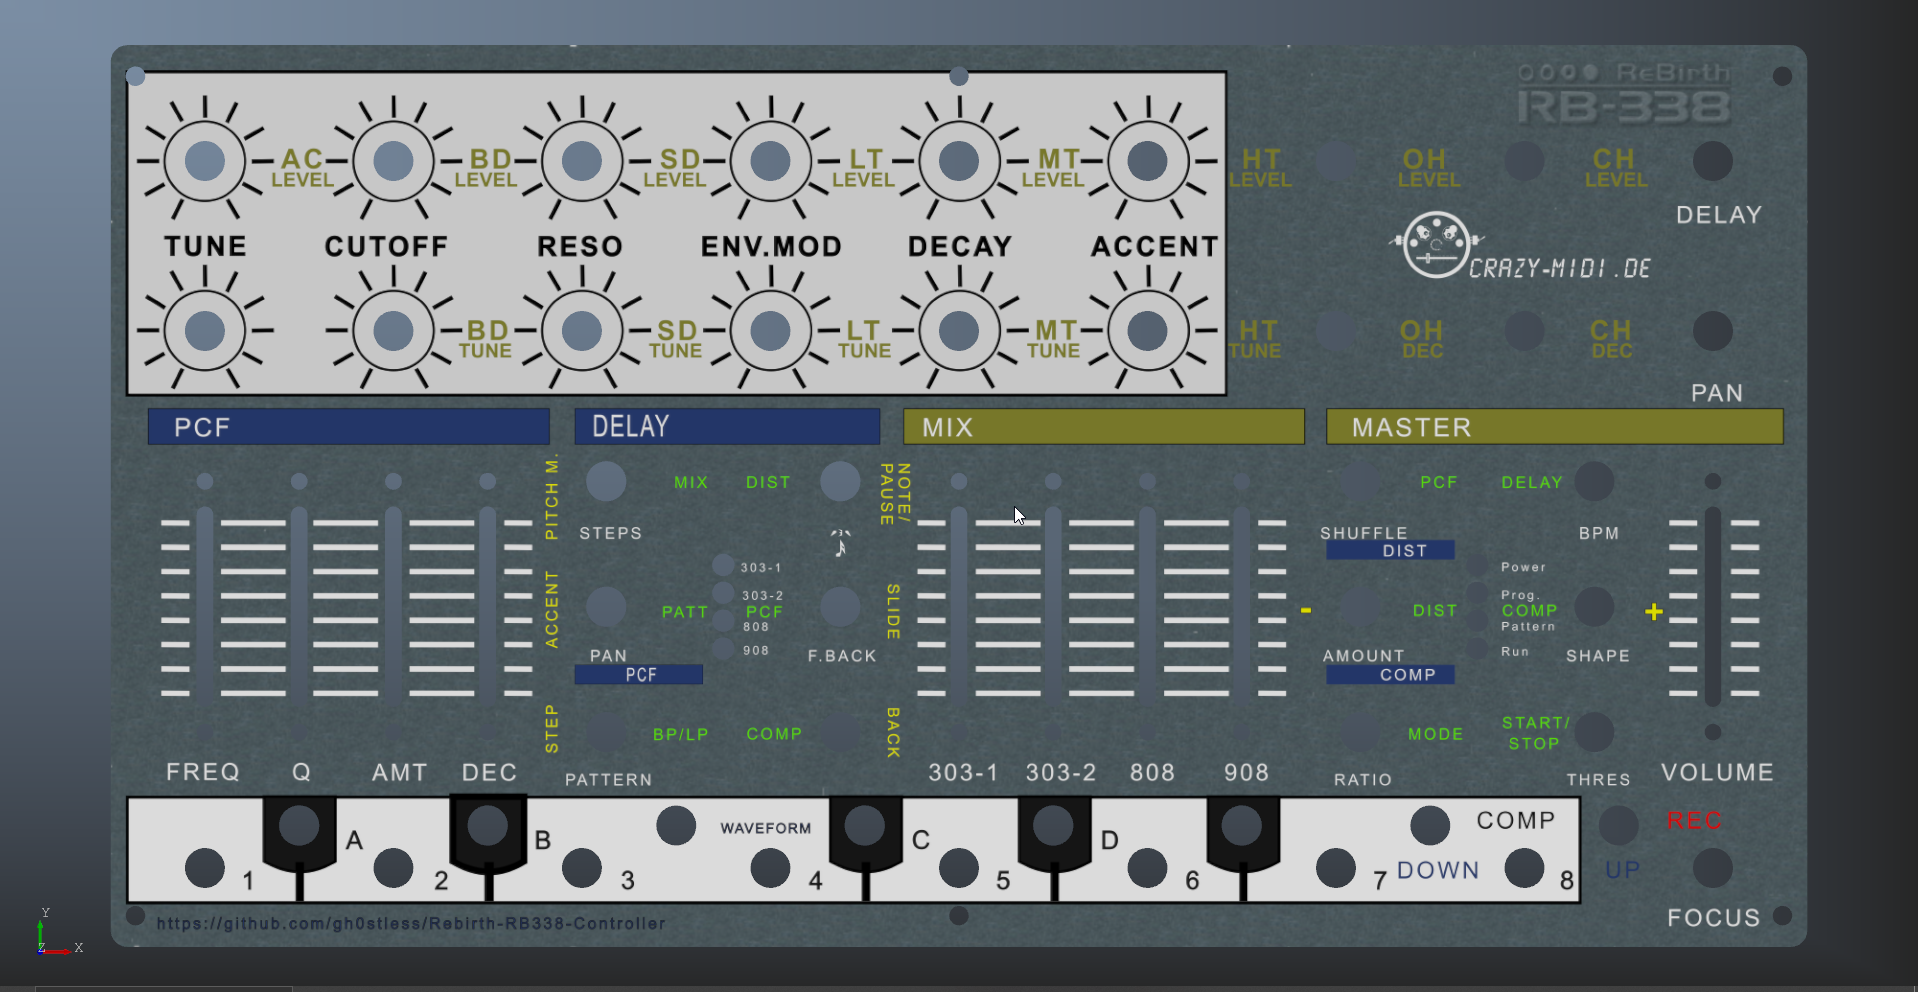 ReBirth
RB-338
AC LEVEL
BD LEVEL
SD LEVEL
LT LEVEL
MT LEVEL
HT LEVEL
OH LEVEL
CH LEVEL
DELAY
TUNE
CUTOFF
RESO
ENV.MOD
DECAY
ACCENT
CRAZY-MIDI.DE
BD TUNE
SD TUNE
LT TUNE
MT TUNE
HT TUNE
OH DEC
CH DEC
PAN
PCF
DELAY
MIX
MASTER
PITCH M.
ACCENT
STEP
MIX
DIST
STEPS
3
303-1
303-2
808
908
PATT
PCF
PAN
F.BACK
PCF
BP/LP
COMP
PATTERN
NOTE/
PAUSE
SLIDE
BACK
PCF
DELAY
SHUFFLE
BPM
DIST
Power
Prog.
Pattern
Run
-
DIST
COMP
+
AMOUNT
SHAPE
COMP
MODE
START/
STOP
RATIO
THRES
FREQ
Q
AMT
DEC
303-1
303-2
808
908
VOLUME
A
B
WAVEFORM
C
D
COMP
REC
1
2
3
4
5
6
7
DOWN
8
UP
FOCUS
https://github.com/gh0stless/Rebirth-RB338-Controller
Y
Z
X